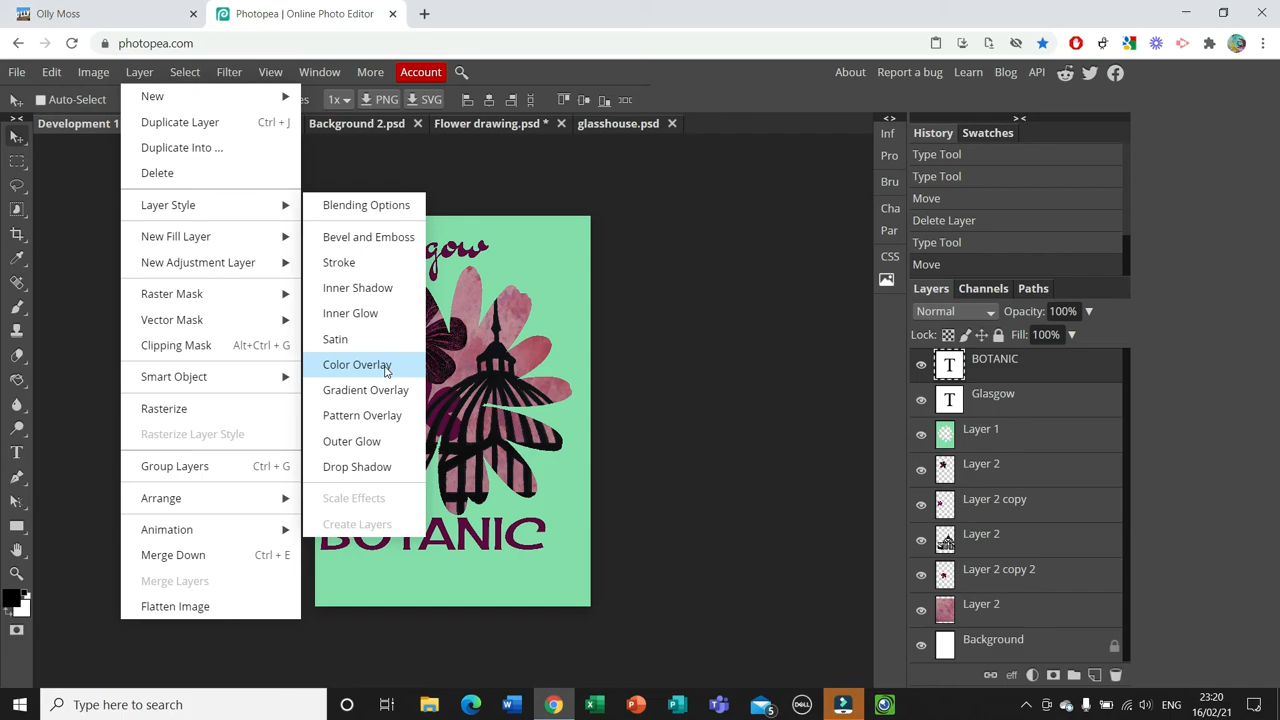 Olly Moss
Photopea | Online Photo Editor
photopea.com
File Edit Image Layer Select Filter View Window More Account
About Report a bug Learn Blog API
Auto-Select
1x PNG SVG
Development 1
Background 2.psd
Flower drawing.psd *
glasshouse.psd
New
Duplicate Layer Ctrl + J
Duplicate Into ...
Delete
Layer Style
New Fill Layer
New Adjustment Layer
Raster Mask
Vector Mask
Clipping Mask Alt+Ctrl + G
Smart Object
Rasterize
Rasterize Layer Style
Group Layers Ctrl + G
Arrange
Animation
Merge Down Ctrl + E
Merge Layers
Flatten Image
Blending Options
Bevel and Emboss
Stroke
Inner Shadow
Inner Glow
Satin
Color Overlay
Gradient Overlay
Pattern Overlay
Outer Glow
Drop Shadow
Scale Effects
Create Layers
gow
BOTANIC
Inf
Pro
Bru
Cha
Par
CSS
History Swatches
Type Tool
Type Tool
Move
Delete Layer
Type Tool
Move
Layers Channels Paths
Normal Opacity: 100%
Lock: Fill: 100%
BOTANIC
Glasgow
Layer 1
Layer 2
Layer 2 copy
Layer 2
Layer 2 copy 2
Layer 2
Background
eff
Type here to search
5
DELL
ENG
23:20
16/02/21